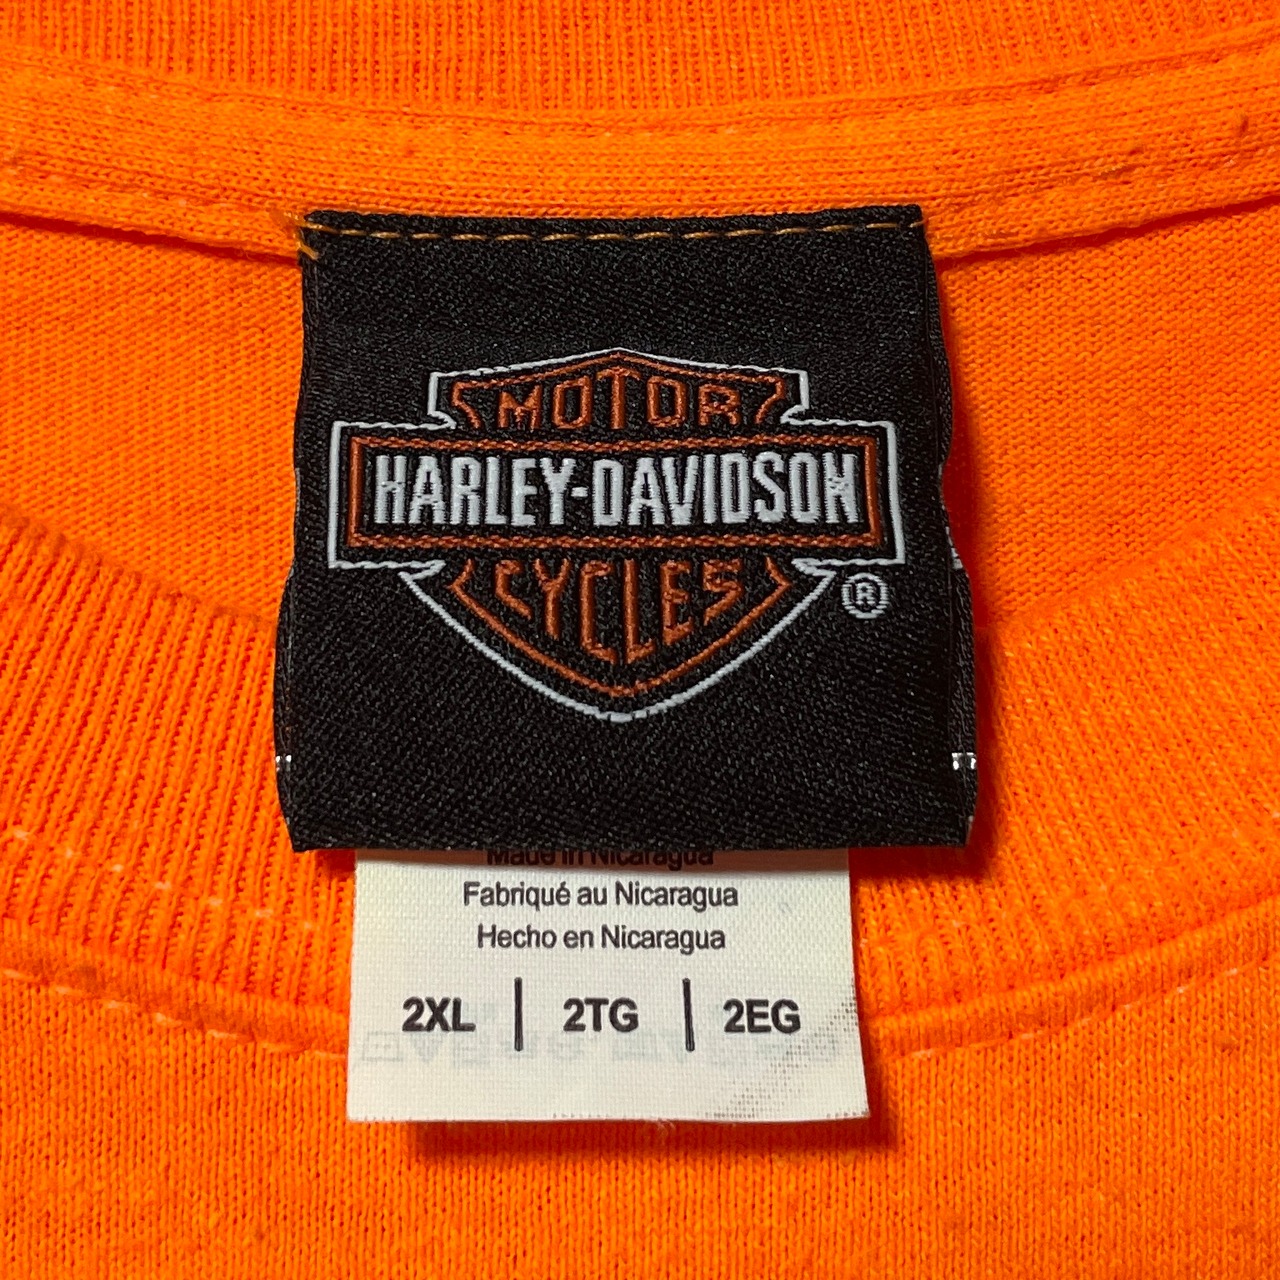 MOTOR
HARLEY-DAVIDSON
CYCLES
®
Made in Nicaragua
Fabriqué au Nicaragua
Hecho en Nicaragua
2XL | 2TG | 2EG